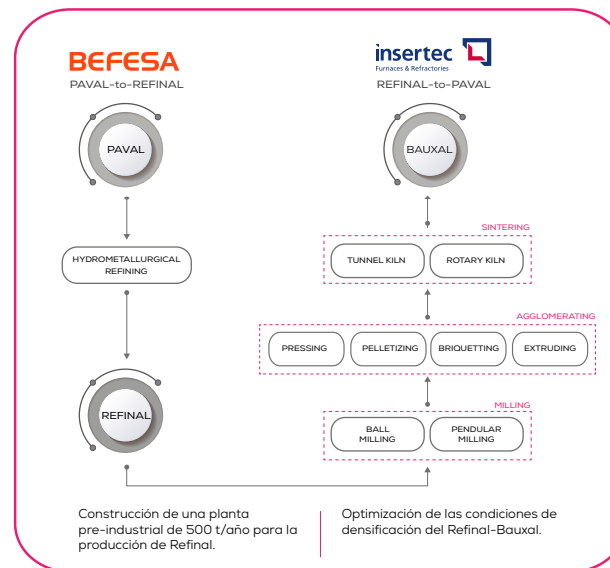 BEFESA
PAVAL-to-REFINAL
PAVAL
HYDROMETALLURGICAL
REFINING
REFINAL
insertec
Furnaces & Refractories
REFINAL-to-PAVAL
BAUXAL
SINTERING
TUNNEL KILN
ROTARY KILN
AGGLOMERATING
PRESSING
PELLETIZING
BRIQUETTING
EXTRUDING
MILLING
BALL
MILLING
PENDULAR
MILLING
Construcción de una planta
pre-industrial de 500 t/año para la
producción de Refinal.
Optimización de las condiciones de
densificación del Refinal-Bauxal.